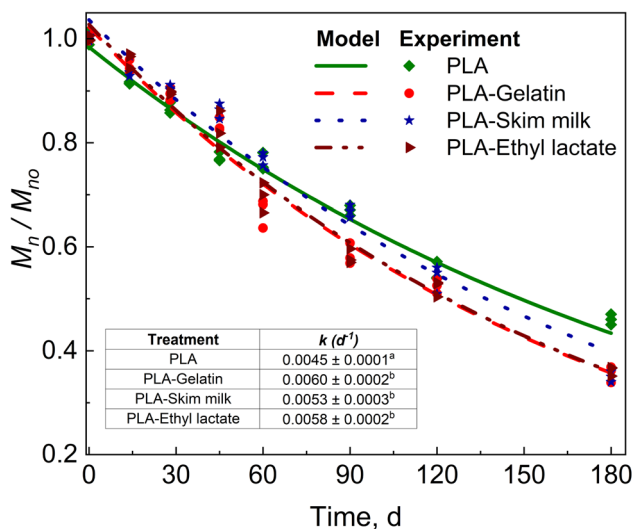 Model Experiment
PLA
PLA-Gelatin
PLA-Skim milk
PLA-Ethyl lactate
1.0
0.8
0.6
0.4
0.2
Mn / Mno
Treatment k (d-1)
PLA 0.0045 ± 0.0001a
PLA-Gelatin 0.0060 ± 0.0002b
PLA-Skim milk 0.0053 ± 0.0003b
PLA-Ethyl lactate 0.0058 ± 0.0002b
0 30 60 90 120 150 180
Time, d